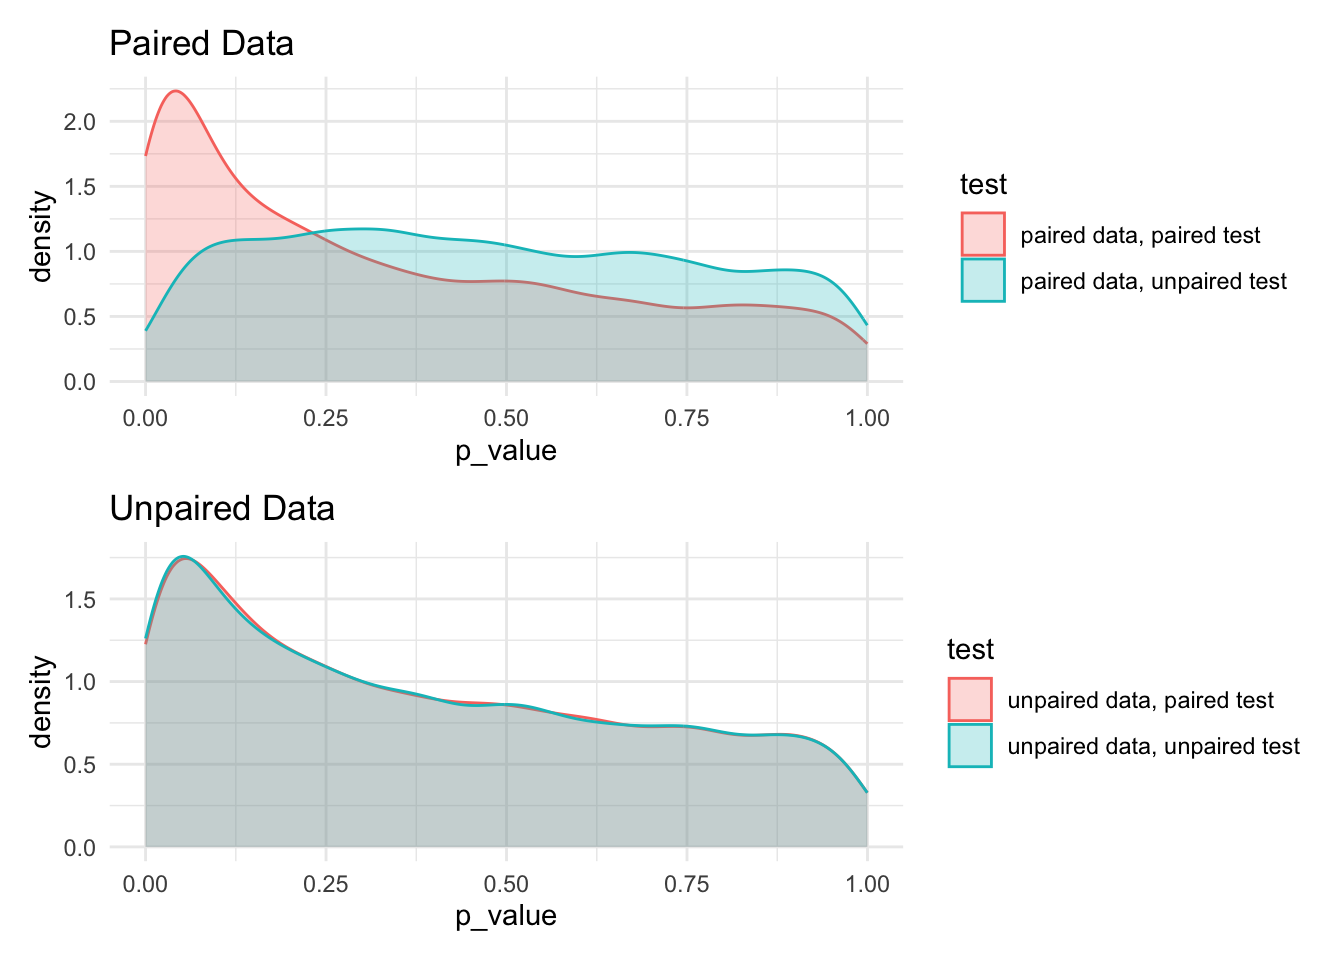 Paired Data
density
2.0
1.5
1.0
0.5
0.0
0.00 0.25 0.50 0.75 1.00
p_value
test
paired data, paired test
paired data, unpaired test
Unpaired Data
density
1.5
1.0
0.5
0.0
0.00 0.25 0.50 0.75 1.00
p_value
test
unpaired data, paired test
unpaired data, unpaired test